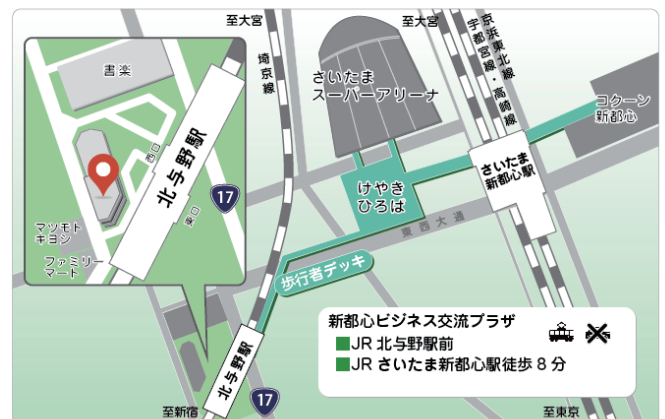 至大宮
至大宮
埼京線
京浜東北線
宇都宮線・高崎線
さいたま
スーパーアリーナ
コクーン
新都心
さいたま
新都心駅
けやき
ひろば
東西大通
歩行者デッキ
書楽
北与野駅
西口
東口
17
マツモト
キヨシ
ファミリー
マート
北与野駅
17
至新宿
至東京
新都心ビジネス交流プラザ
JR 北与野駅前
JR さいたま新都心駅徒歩 8 分